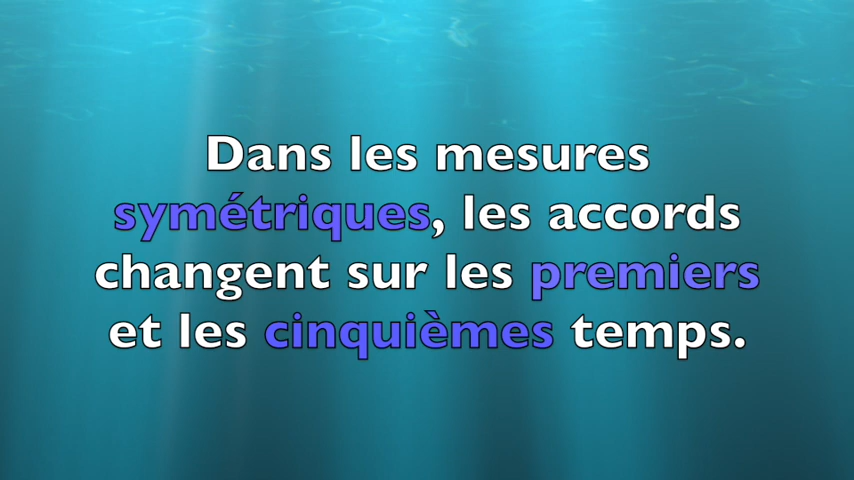 Dans les mesures
symétriques, les accords
changent sur les premiers
et les cinquièmes temps.